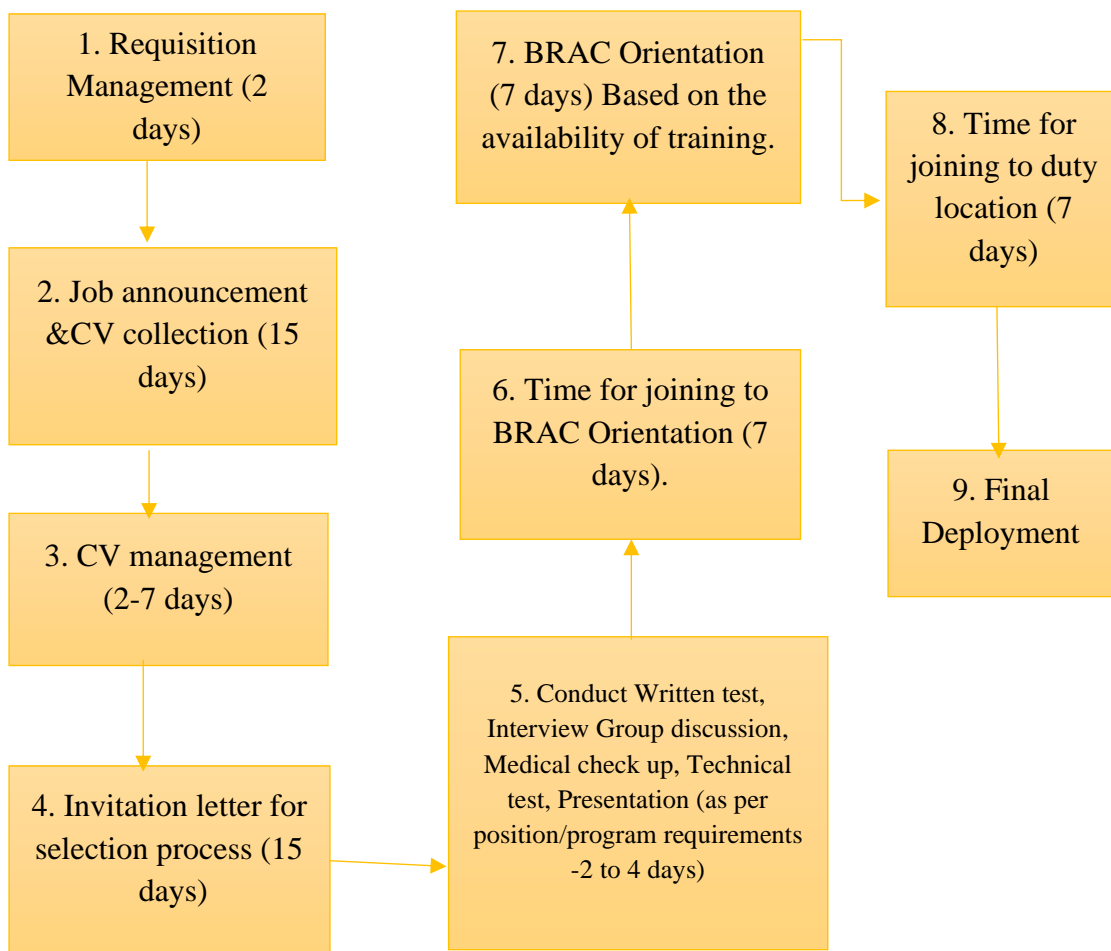 1. Requisition
Management (2
days)
2. Job announcement
&CV collection (15
days)
3. CV management
(2-7 days)
4. Invitation letter for
selection process (15
days)
5. Conduct Written test,
Interview Group discussion,
Medical check up, Technical
test, Presentation (as per
position/program requirements
-2 to 4 days)
6. Time for joining to
BRAC Orientation (7
days).
7. BRAC Orientation
(7 days) Based on the
availability of training.
8. Time for
joining to duty
location (7
days)
9. Final
Deployment